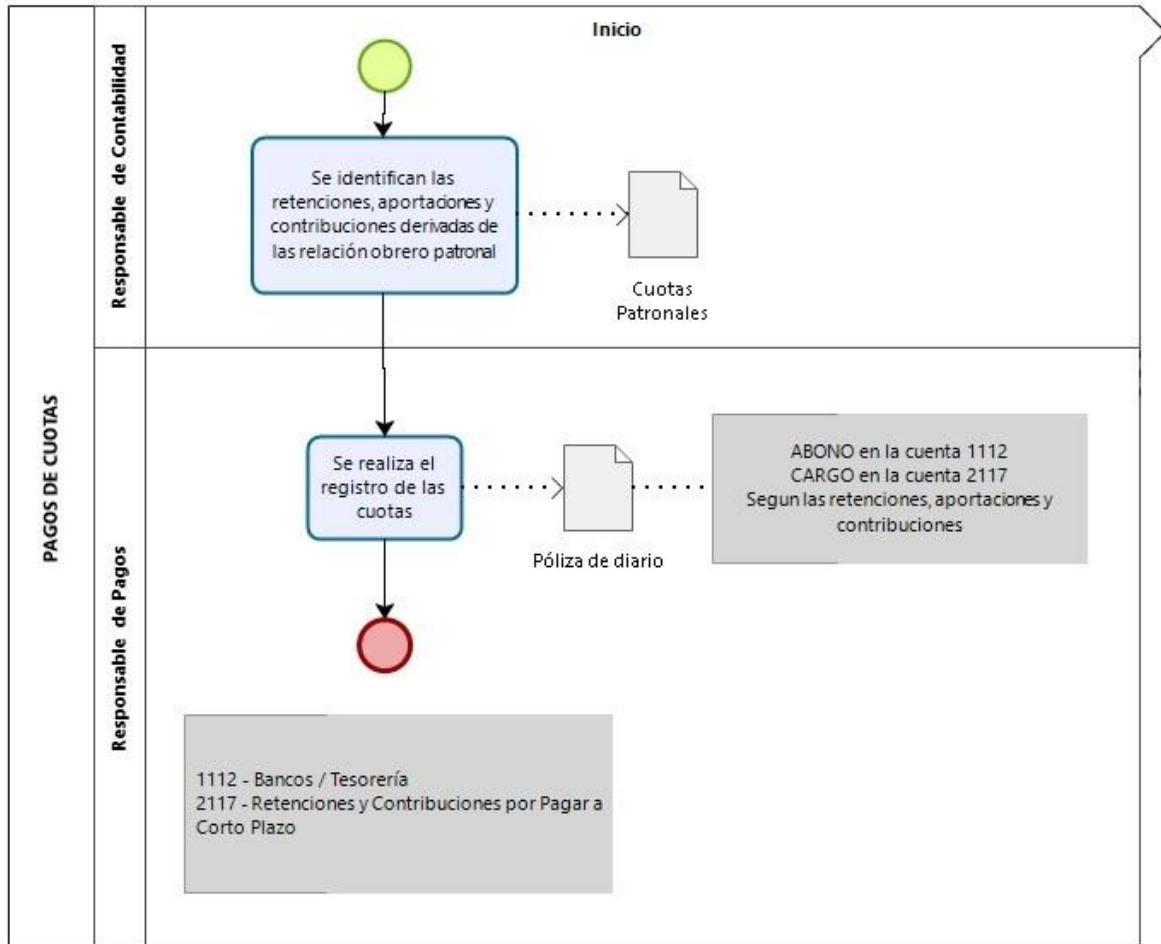 PAGOS DE CUOTAS
Responsable de Contabilidad
Inicio
Se identifican las
retenciones, aportaciones y
contribuciones derivadas de
las relación obrero patronal
Cuotas
Patronales
Responsable de Pagos
Se realiza el
registro de las
cuotas
Póliza de diario
ABONO en la cuenta 1112
CARGO en la cuenta 2117
Segun las retenciones, aportaciones y
contribuciones
1112 - Bancos / Tesorería
2117 - Retenciones y Contribuciones por Pagar a
Corto Plazo